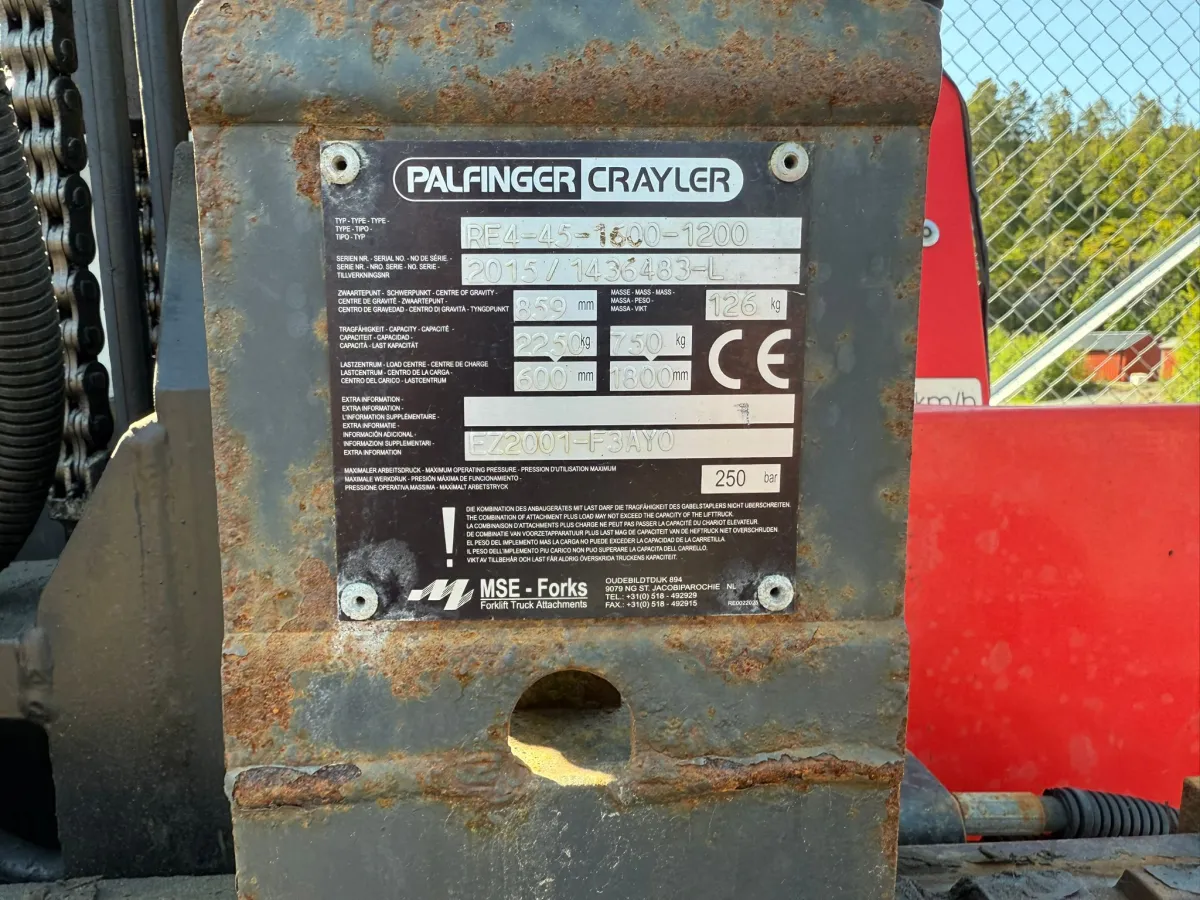 PALFINGER CRAYLER
TYP - TYPE - TYPE -
TYPE - TIPO -
TIPO - TYP
RE4-45-1600-1200
SERIEN NR. - SERIAL NO. - NO DE SÉRIE. -
SERIE NR. - NRO. SERIE - NO. SERIE -
TILLVERKNINGSNR
2015/1436483-L
ZWAARTEPUNT - SCHWERPUNKT - CENTRE OF GRAVITY -
CENTRE DE GRAVITÉ - ZWAARTEPUNT -
CENTRO DE GRAVEDAD - CENTRO DI GRAVITÀ - TYNGDPUNKT
859 mm
MASSE - MASS - MASS -
MASSA - PESO -
MASSA - VIKT
126 kg
TRAGFÄHIGKEIT - CAPACITY - CAPACITÉ -
CAPACITEIT - CAPACIDAD -
CAPACITÀ - LAST KAPACITÄT
2250 kg
750 kg
LASTZENTRUM - LOAD CENTRE - CENTRE DE CHARGE
LASTCENTRUM - CENTRO DE LA CARGA -
CENTRO DEL CARICO - LASTCENTRUM
600 mm
1800 mm
CE
EXTRA INFORMATION -
EXTRA INFORMATION -
L'INFORMATION SUPPLÉMENTAIRE -
EXTRA INFORMATIE -
INFORMACIÓN ADICIONAL -
INFORMAZIONI SUPPLEMENTARI -
EXTRA INFORMATION
EZ2001-F3AYO
MAXIMALER ARBEITSDRUCK - MAXIMUM OPERATING PRESSURE - PRESSION D'UTILISATION MAXIMUM
MAXIMALE WERKDRUK - PRESIÓN MÁXIMA DE FUNCIONAMIENTO -
PRESSIONE OPERATIVA MASSIMA - MAXIMALT ARBETSTRYCK
250 bar
!
DIE KOMBINATION DES ANBAUGERÄTES MIT LAST DARF DIE TRAGFÄHIGKEIT DES GABELSTAPLERS NICHT ÜBERSCHREITEN.
THE COMBINATION OF ATTACHMENT PLUS LOAD MAY NOT EXCEED THE CAPACITY OF THE LIFTTRUCK.
LA COMBINAISON D'ATTACHMENTS PLUS CHARGE NE PEUT PAS PASSER LA CAPACITÉ DU CHARIOT ELEVATEUR.
DE COMBINATIE VAN VOORZETAPPARATUUR PLUS LAST MAG DE CAPACITEIT VAN DE HEFTRUCK NIET OVERSCHRIJDEN.
EL PESO DEL IMPLEMENTO MAS LA CARGA NO PUEDE EXCEDER LA CAPACIDAD DE LA CARRETILLA.
IL PESO DELL'IMPLEMENTO PIU CARICO NON PUO SUPERARE LA CAPACITA DELL CARRELLO.
VIKT AV TILLBEHÄR OCH LAST FÄR ALDRIG ÖVERSKRIDA TRUCKENS KAPACITET.
MSE - Forks
Forklift Truck Attachments
OUDEBILDTDIJK 894
9079 NG ST. JACOBIPAROCHIE NL
TEL.: +31(0) 518 - 492929
FAX.: +31(0) 518 - 492915
km/h